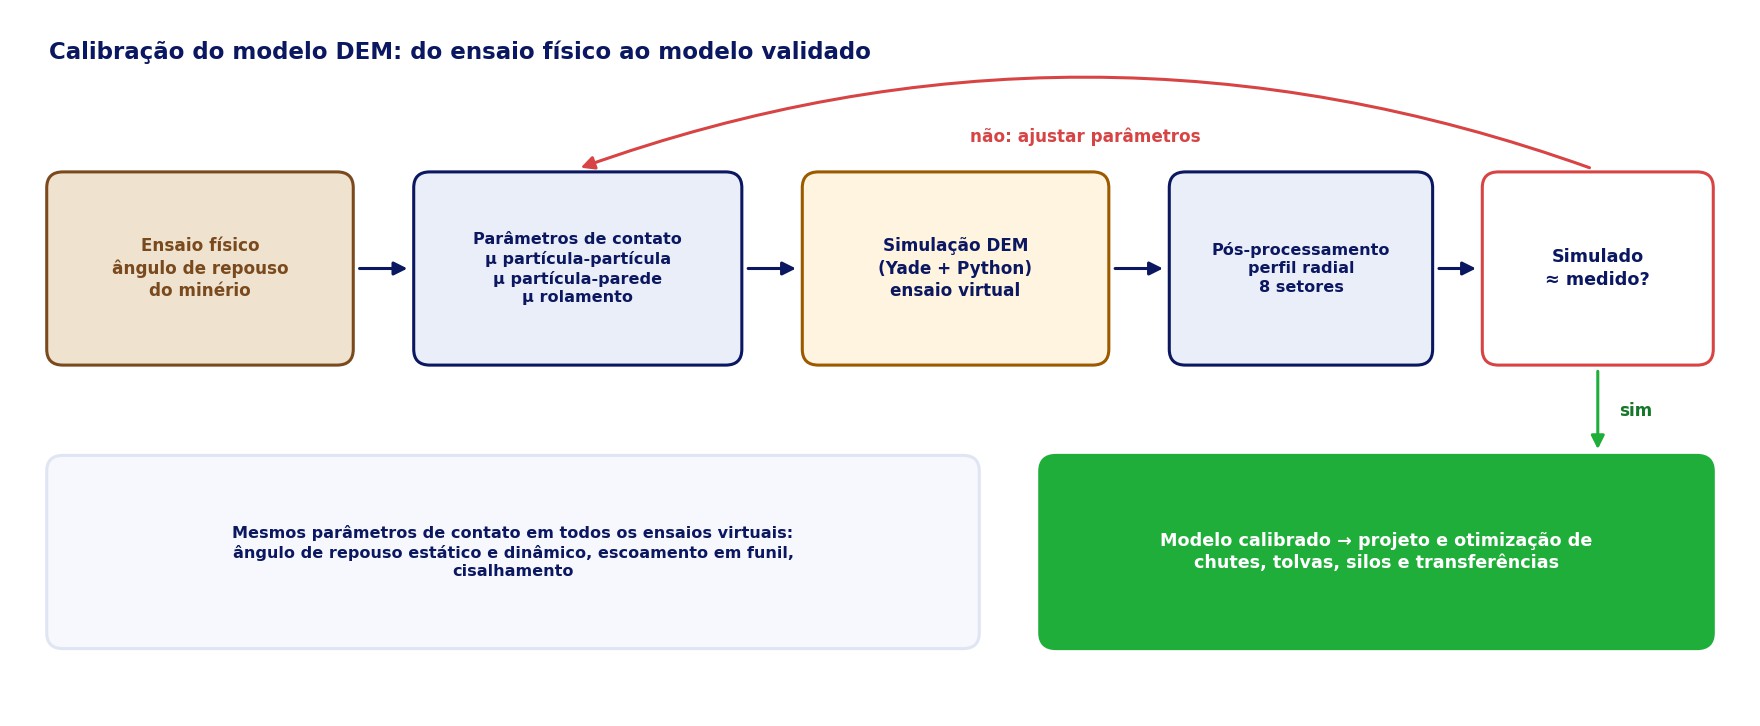 Calibração do modelo DEM: do ensaio físico ao modelo validado
não: ajustar parâmetros
Ensaio físico
ângulo de repouso
do minério
Parâmetros de contato
μ partícula-partícula
μ partícula-parede
μ rolamento
Simulação DEM
(Yade + Python)
ensaio virtual
Pós-processamento
perfil radial
8 setores
Simulado
≈ medido?
sim
Mesmos parâmetros de contato em todos os ensaios virtuais:
ângulo de repouso estático e dinâmico, escoamento em funil,
cisalhamento
Modelo calibrado → projeto e otimização de
chutes, tolvas, silos e transferências